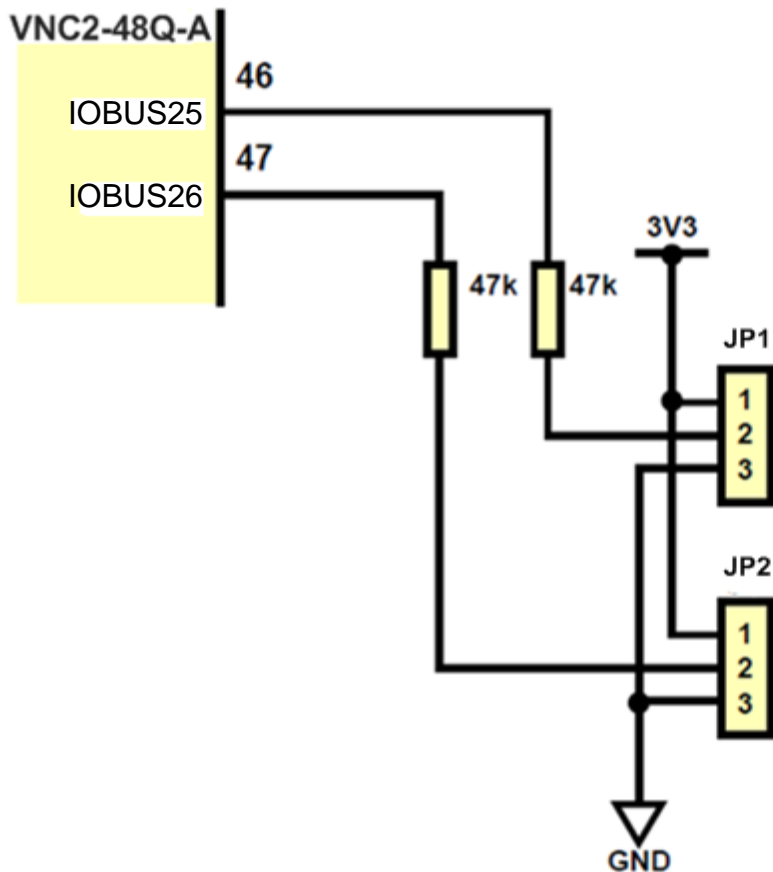 VNC2-48Q-A
46
IOBUS25
47
IOBUS26
3V3
47k 47k
JP1
1
2
3
JP2
1
2
3
GND